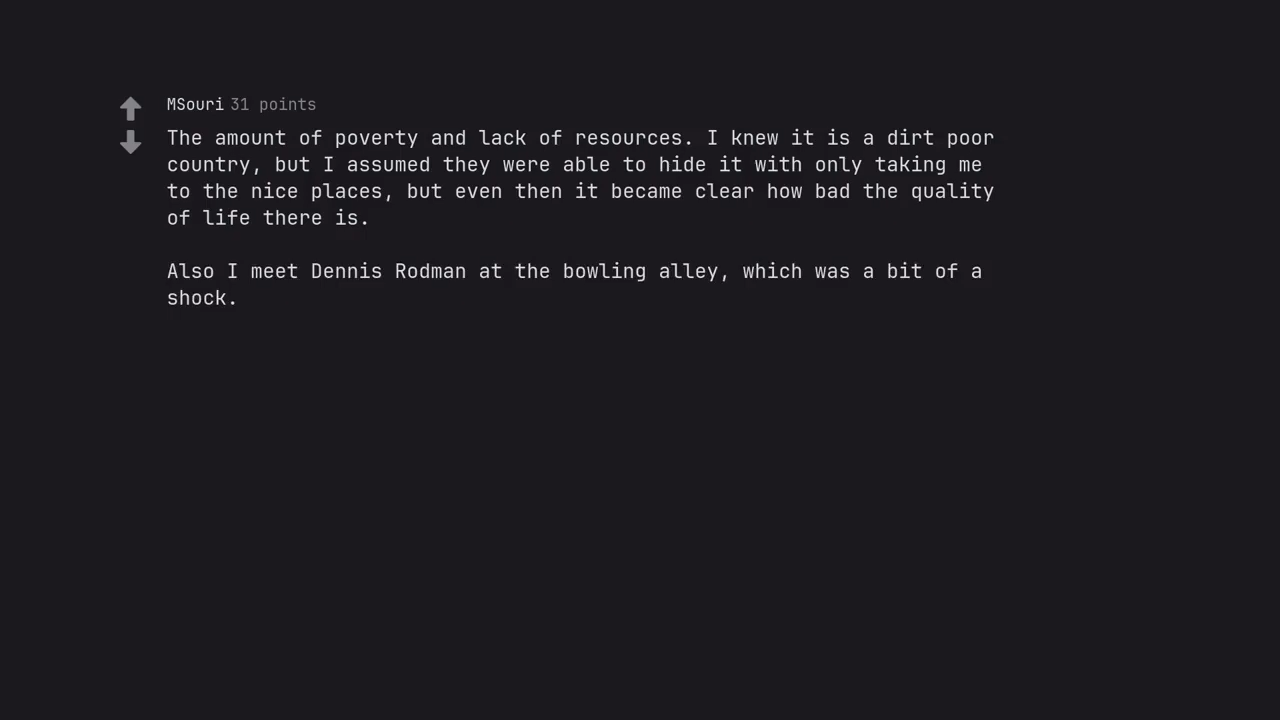 MSouri 31 points
The amount of poverty and lack of resources. I knew it is a dirt poor
country, but I assumed they were able to hide it with only taking me
to the nice places, but even then it became clear how bad the quality
of life there is.
Also I meet Dennis Rodman at the bowling alley, which was a bit of a
shock.